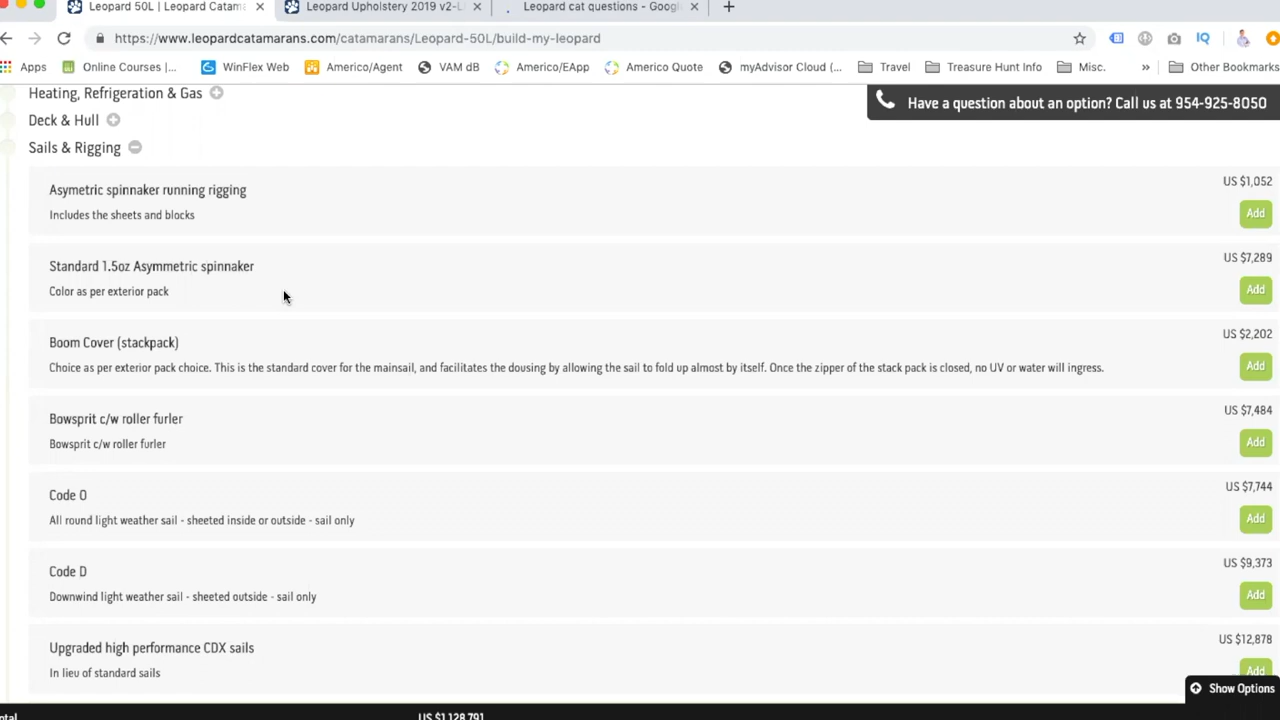 Leopard 50L | Leopard Catama
Leopard Upholstery 2019 v2-L
Leopard cat questions - Google
https://www.leopardcatamarans.com/catamarans/Leopard-50L/build-my-leopard
Apps
Online Courses |...
WinFlex Web
Americo/Agent
VAM dB
Americo/EApp
Americo Quote
myAdvisor Cloud (...
Travel
Treasure Hunt Info
Misc.
»
Other Bookmarks
Heating, Refrigeration & Gas
Have a question about an option? Call us at 954-925-8050
Deck & Hull
Sails & Rigging
Asymetric spinnaker running rigging
US $1,052
Includes the sheets and blocks
Add
Standard 1.5oz Asymmetric spinnaker
US $7,289
Color as per exterior pack
Add
Boom Cover (stackpack)
US $2,202
Choice as per exterior pack choice. This is the standard cover for the mainsail, and facilitates the dousing by allowing the sail to fold up almost by itself. Once the zipper of the stack pack is closed, no UV or water will ingress.
Add
Bowsprit c/w roller furler
US $7,484
Bowsprit c/w roller furler
Add
Code 0
US $7,744
All round light weather sail - sheeted inside or outside - sail only
Add
Code D
US $9,373
Downwind light weather sail - sheeted outside - sail only
Add
Upgraded high performance CDX sails
US $12,878
In lieu of standard sails
Add
Show Options
otal
US $1,128,791